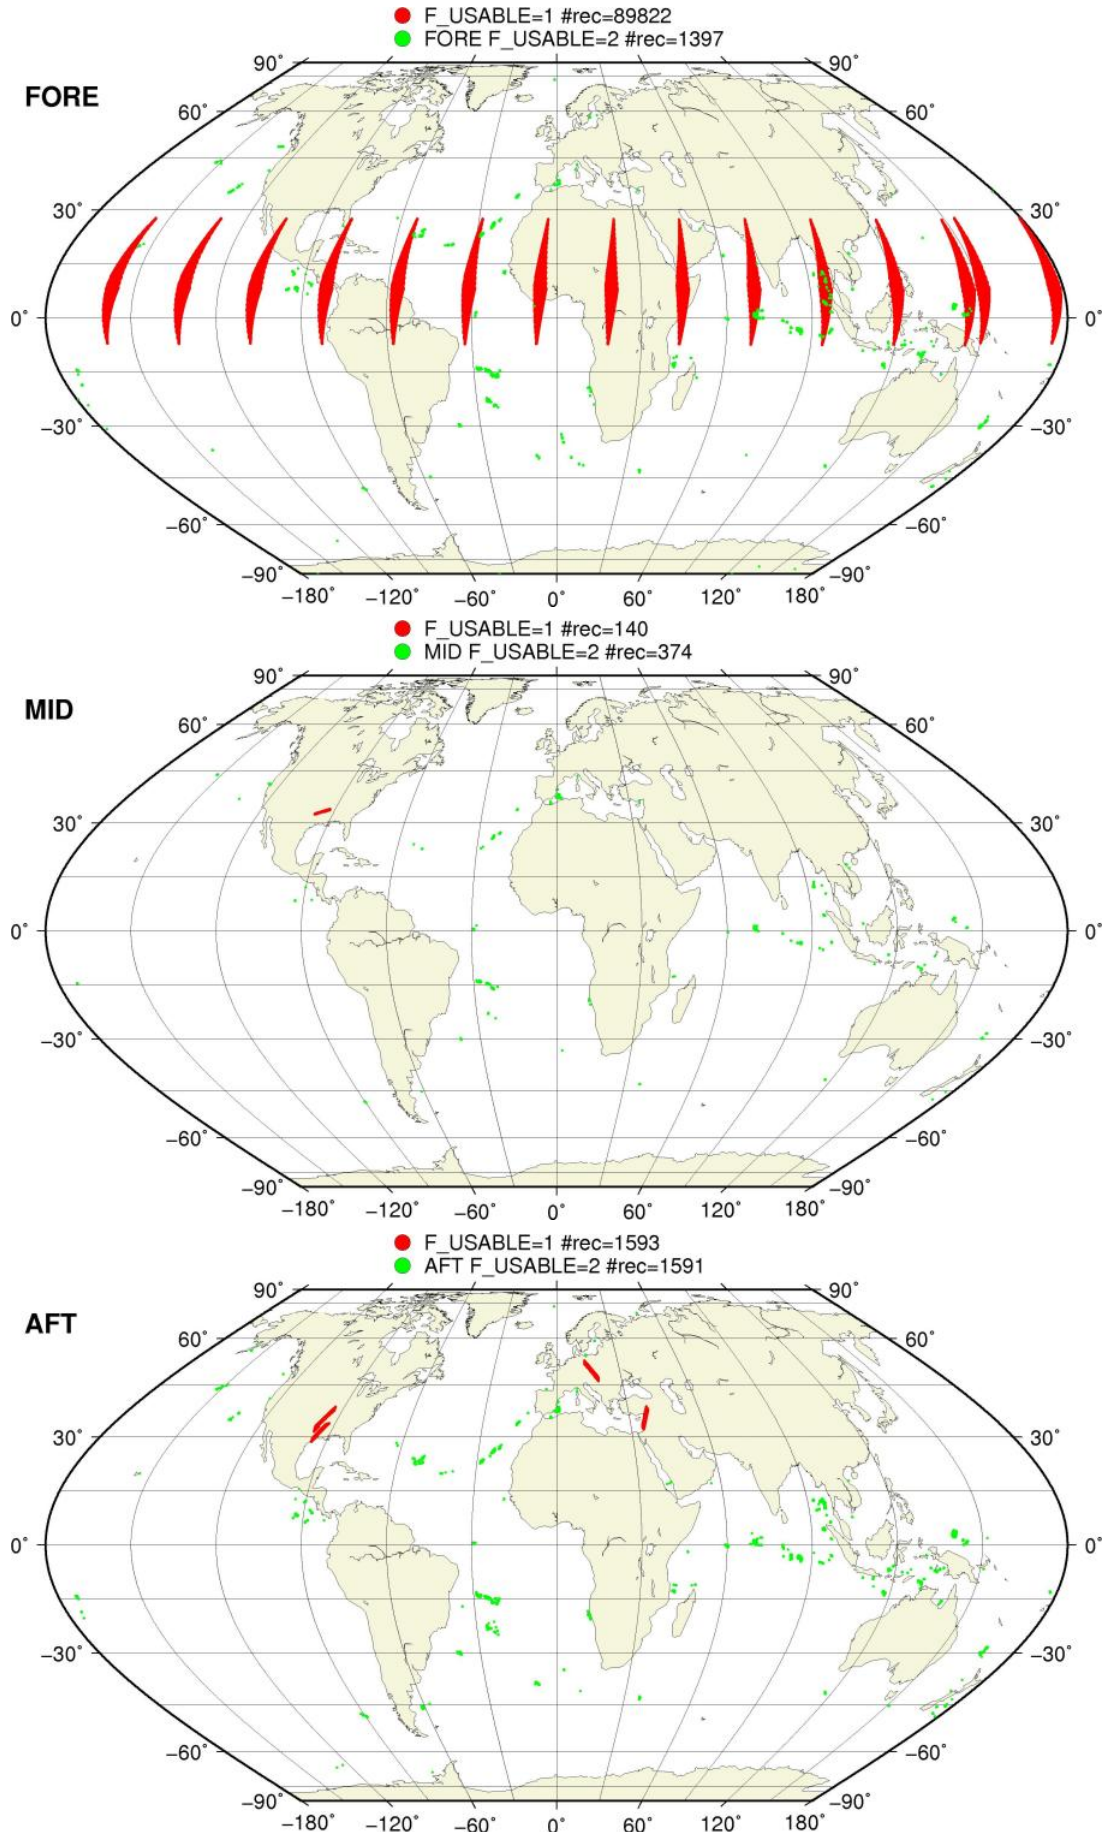 F_USABLE=1 #rec=89822
FORE F_USABLE=2 #rec=1397
FORE
90° 90°
60° 60°
30° 30°
0° 0°
−30° −30°
−60° −60°
−90° −90°
−180° −120° −60° 0° 60° 120° 180°
F_USABLE=1 #rec=140
MID F_USABLE=2 #rec=374
MID
90° 90°
60° 60°
30° 30°
0° 0°
−30° −30°
−60° −60°
−90° −90°
−180° −120° −60° 0° 60° 120° 180°
F_USABLE=1 #rec=1593
AFT F_USABLE=2 #rec=1591
AFT
90° 90°
60° 60°
30° 30°
0° 0°
−30° −30°
−60° −60°
−90° −90°
−180° −120° −60° 0° 60° 120° 180°